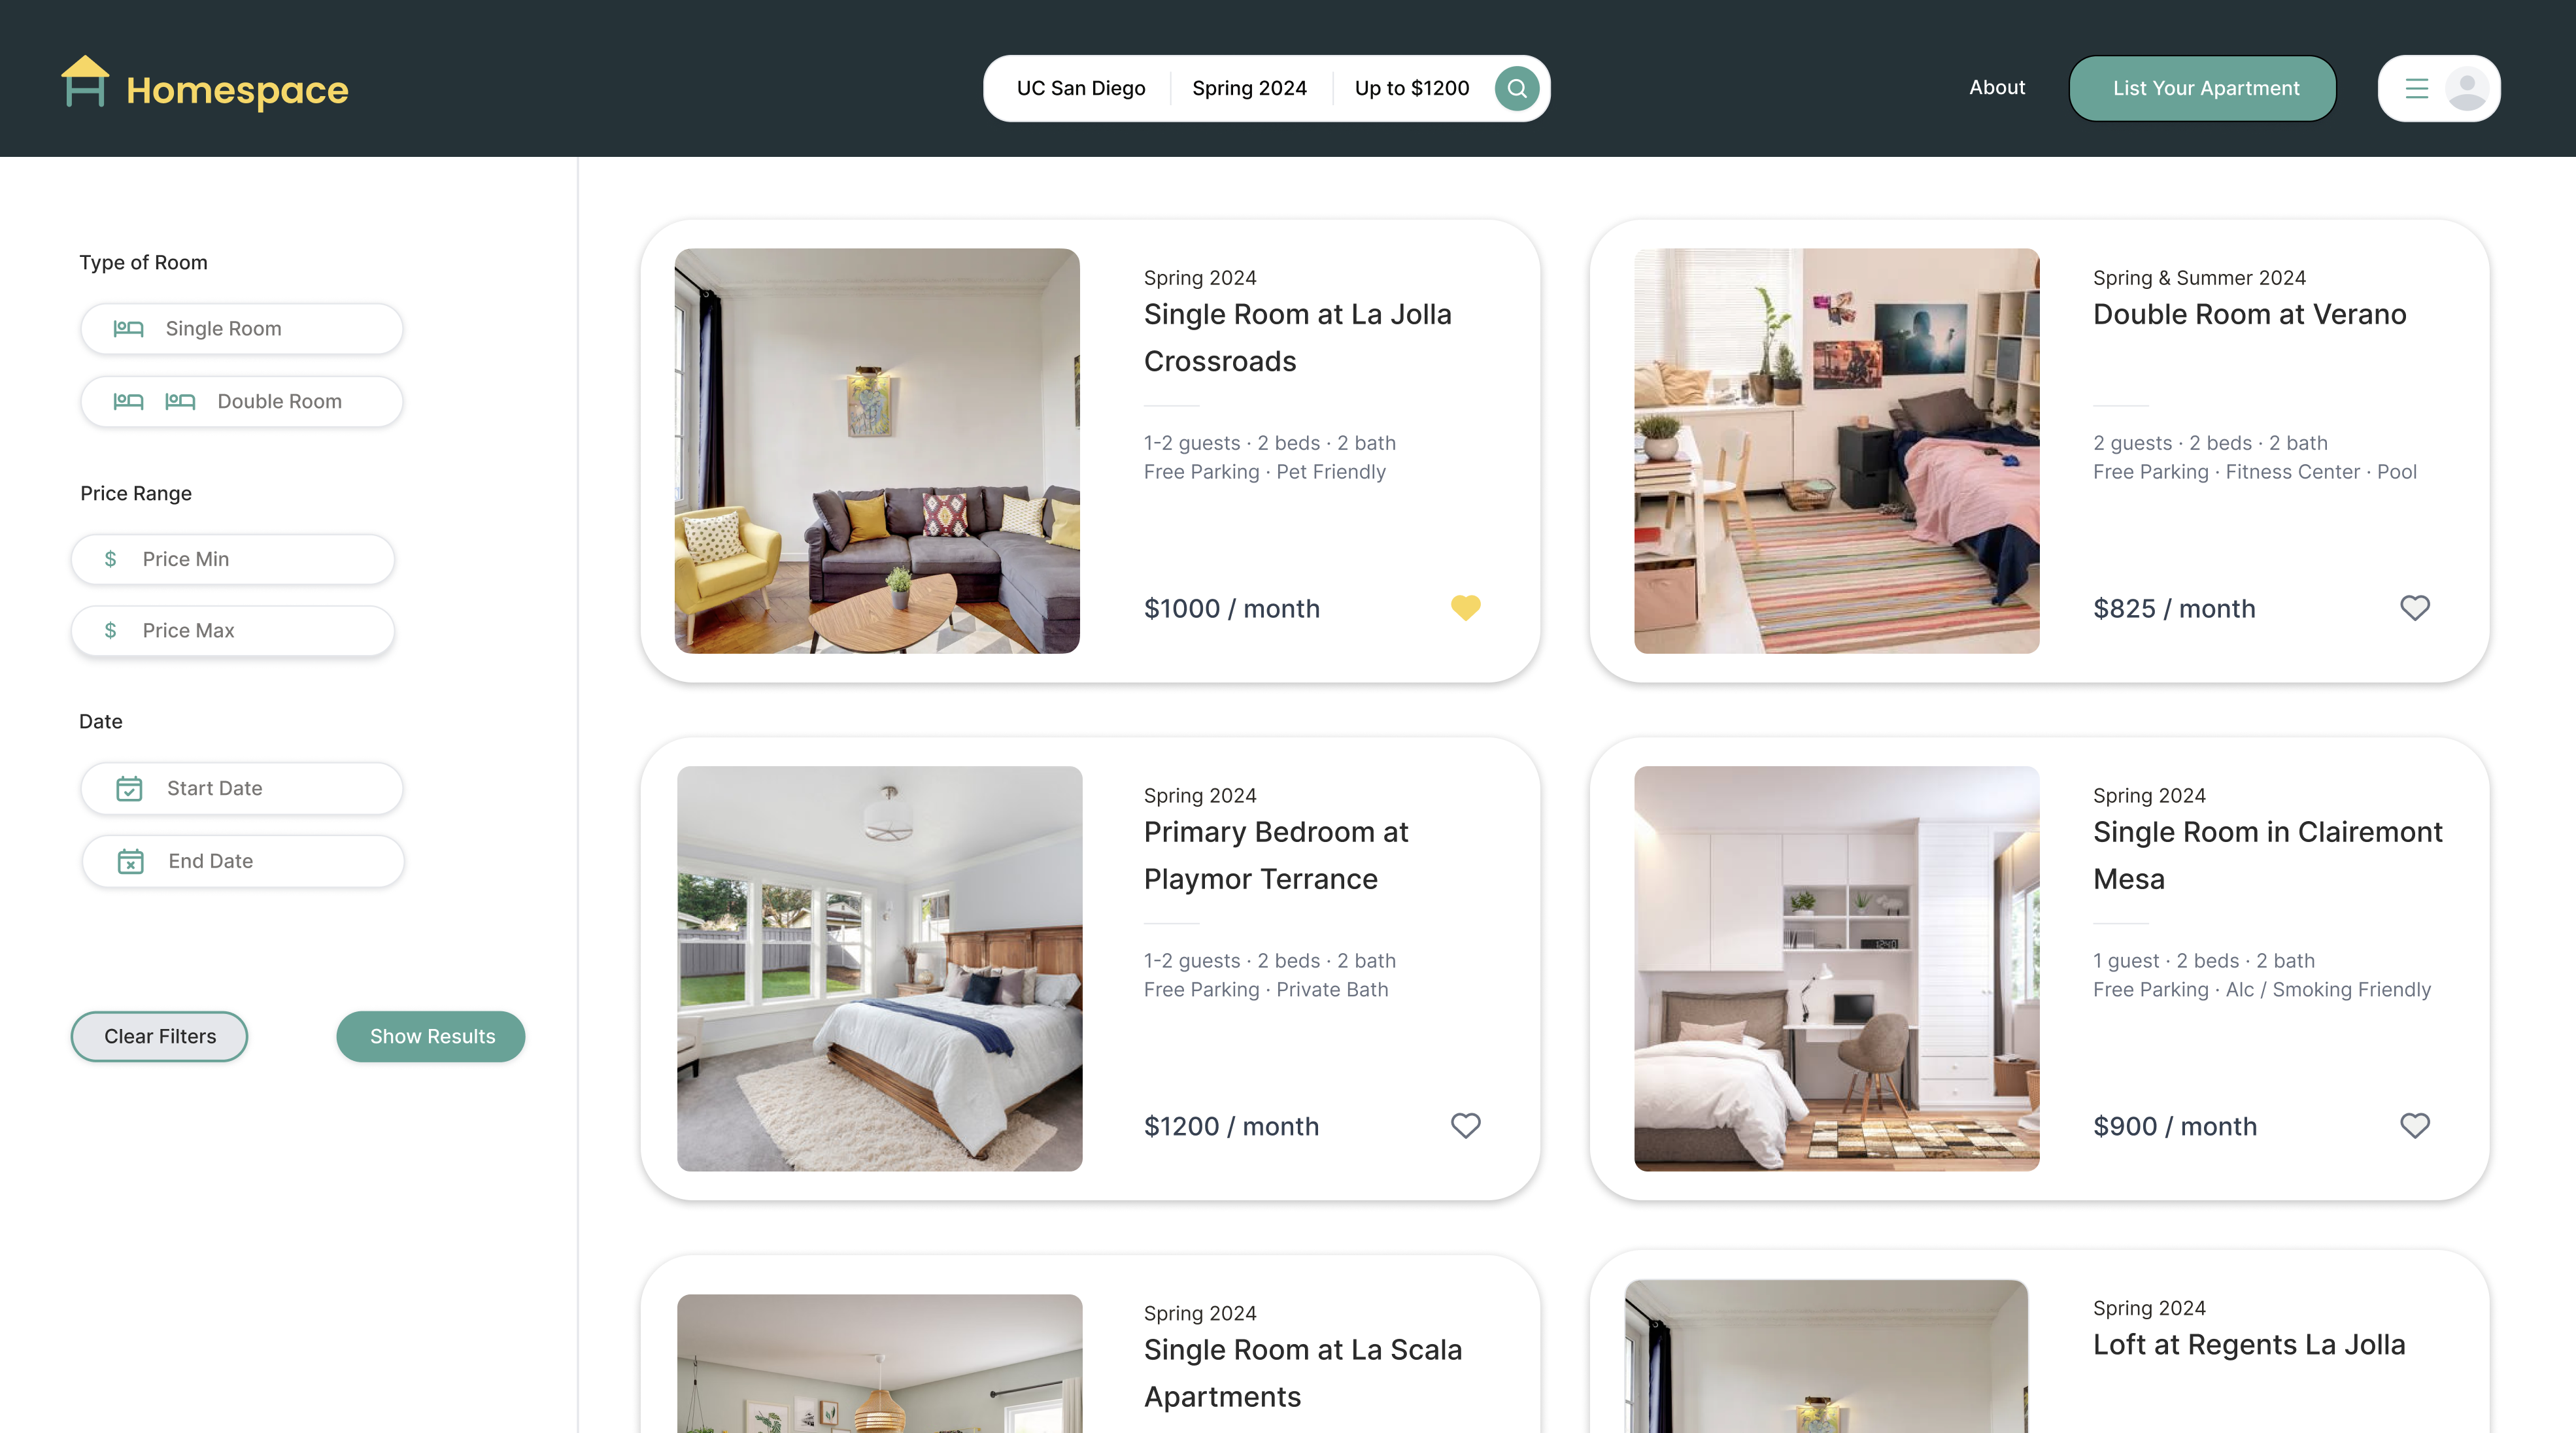 Homespace
UC San Diego
Spring 2024
Up to $1200
About
List Your Apartment
Type of Room
Single Room
Double Room
Price Range
$ Price Min
$ Price Max
Date
Start Date
End Date
Clear Filters
Show Results
Spring 2024
Single Room at La Jolla
Crossroads
1-2 guests · 2 beds · 2 bath
Free Parking · Pet Friendly
$1000 / month
Spring & Summer 2024
Double Room at Verano
2 guests · 2 beds · 2 bath
Free Parking · Fitness Center · Pool
$825 / month
Spring 2024
Primary Bedroom at
Playmor Terrance
1-2 guests · 2 beds · 2 bath
Free Parking · Private Bath
$1200 / month
Spring 2024
Single Room in Clairemont
Mesa
1 guest · 2 beds · 2 bath
Free Parking · Alc / Smoking Friendly
$900 / month
Spring 2024
Single Room at La Scala
Apartments
Spring 2024
Loft at Regents La Jolla